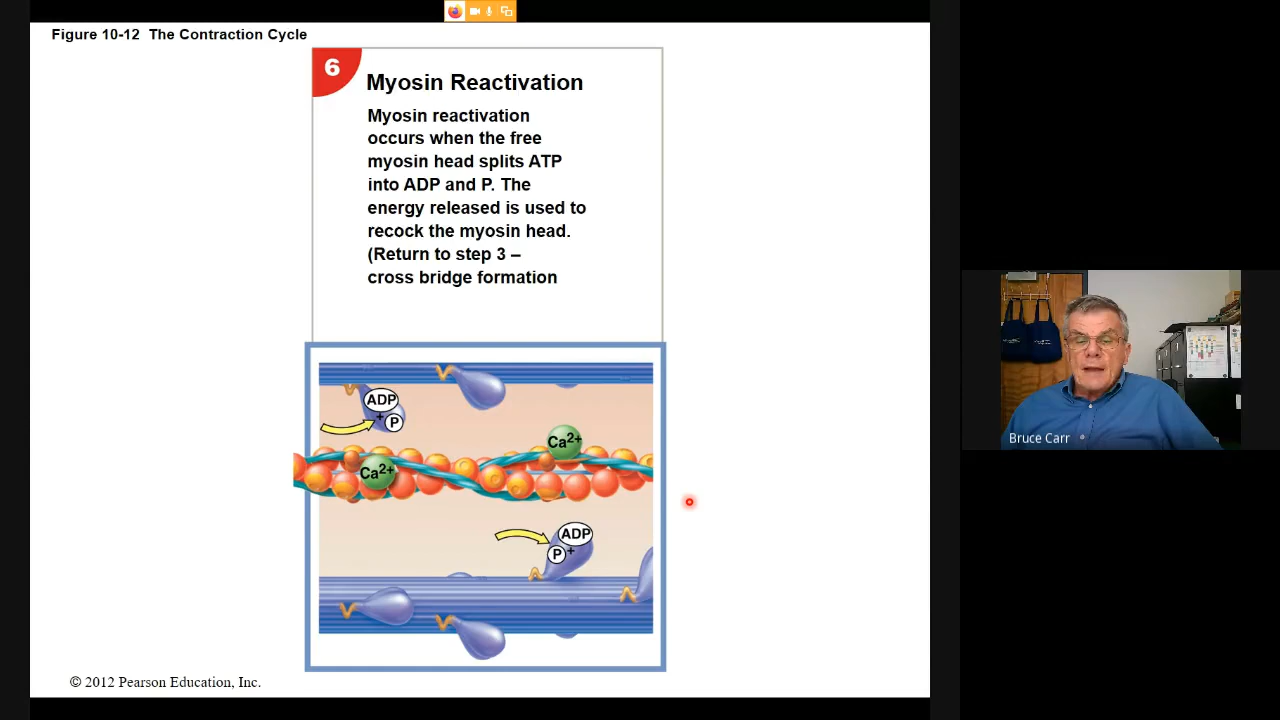 Figure 10-12 The Contraction Cycle
6
Myosin Reactivation
Myosin reactivation
occurs when the free
myosin head splits ATP
into ADP and P. The
energy released is used to
recock the myosin head.
(Return to step 3 –
cross bridge formation
ADP
+
P
Ca2+
Ca2+
ADP
P
+
Bruce Carr
© 2012 Pearson Education, Inc.